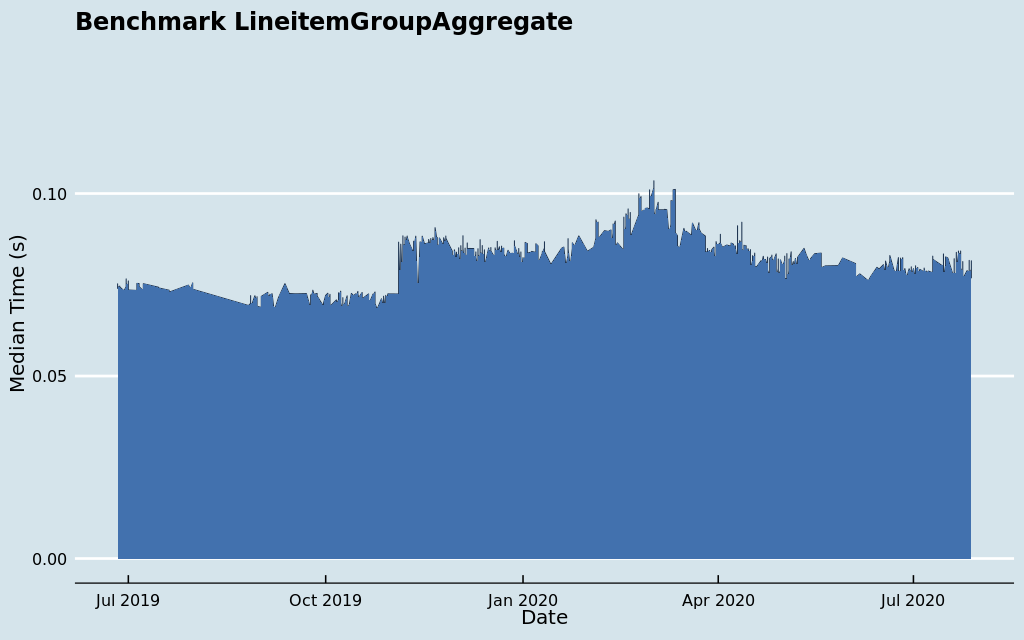 Benchmark LineitemGroupAggregate
Median Time (s)
0.10
0.05
0.00
Jul 2019
Oct 2019
Jan 2020
Apr 2020
Jul 2020
Date